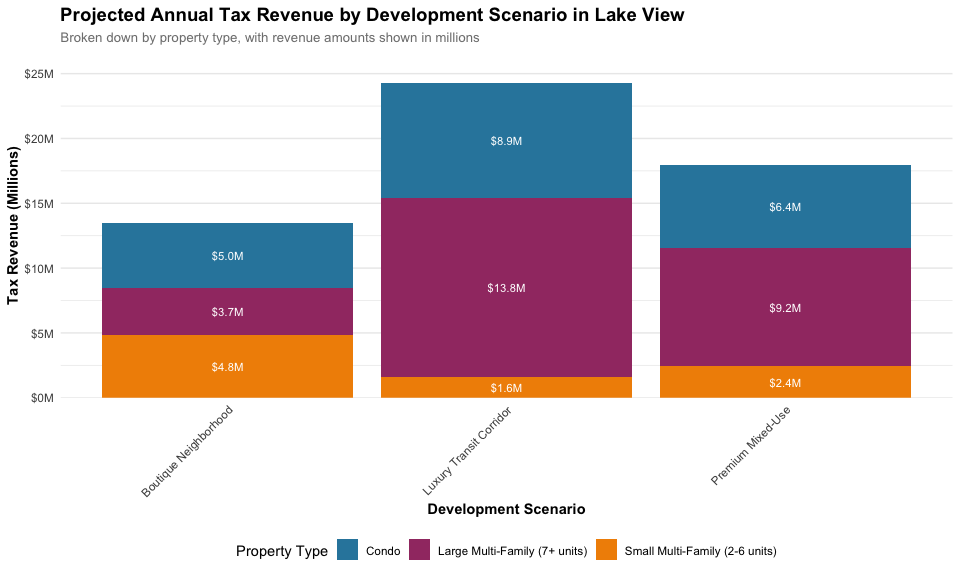 Projected Annual Tax Revenue by Development Scenario in Lake View
Broken down by property type, with revenue amounts shown in millions
Tax Revenue (Millions)
$25M
$20M
$15M
$10M
$5M
$0M
$5.0M
$3.7M
$4.8M
$8.9M
$13.8M
$1.6M
$6.4M
$9.2M
$2.4M
Boutique Neighborhood
Luxury Transit Corridor
Premium Mixed-Use
Development Scenario
Property Type
Condo
Large Multi-Family (7+ units)
Small Multi-Family (2-6 units)